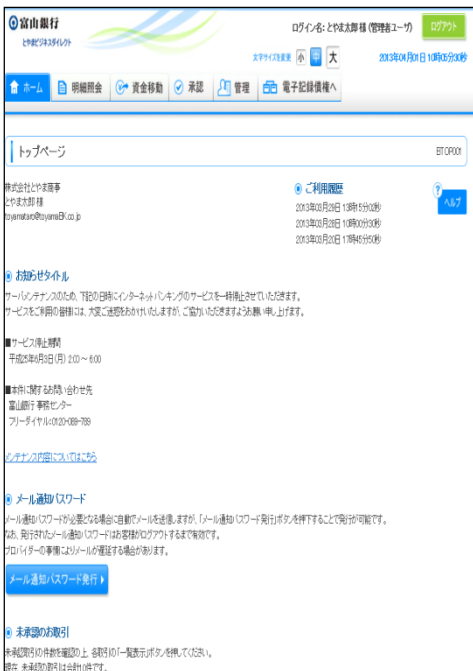 富山銀行
とやまビジネスダイレクト
ログイン名：とやま太郎 様 (管理者ユーザ)
ログアウト
文字サイズを変更 小 中 大
2013年04月01日 10時05分30秒
ホーム 明細照会 資金移動 承認 管理 電子記録債権へ
トップページ
BTOP001
株式会社とやま商事
とやま太郎 様
toyamataro@toyamaBK.co.jp
ご利用履歴
2013年03月29日 13時15分02秒
2013年03月28日 10時00分30秒
2013年03月20日 17時45分50秒
?
ヘルプ
お知らせタイトル
サーバメンテナンスのため、下記の日時にインターネットバンキングのサービスを一時停止させていただきます。
サービスをご利用の皆様には、大変ご迷惑をおかけいたしますが、ご協力いただきますようお願い申し上げます。
■サービス停止期間
平成25年6月3日(月) 2:00 ～ 6:00
■本件に関するお問い合わせ先
富山銀行 事務センター
フリーダイヤル:0120-089-789
メンテナンス内容についてはこちら
メール通知パスワード
メール通知パスワードが必要となる場合に自動でメールを送信しますが、「メール通知パスワード発行」ボタンを押下することで発行が可能です。
なお、発行されたメール通知パスワードはお客様がログアウトするまで有効です。
プロバイダーの事情によりメールが遅延する場合があります。
メール通知パスワード発行
未承認のお取引
未承認取引の件数を確認の上、各取引の「一覧表示」ボタンを押してください。
現在、未承認の取引は合計10件です。